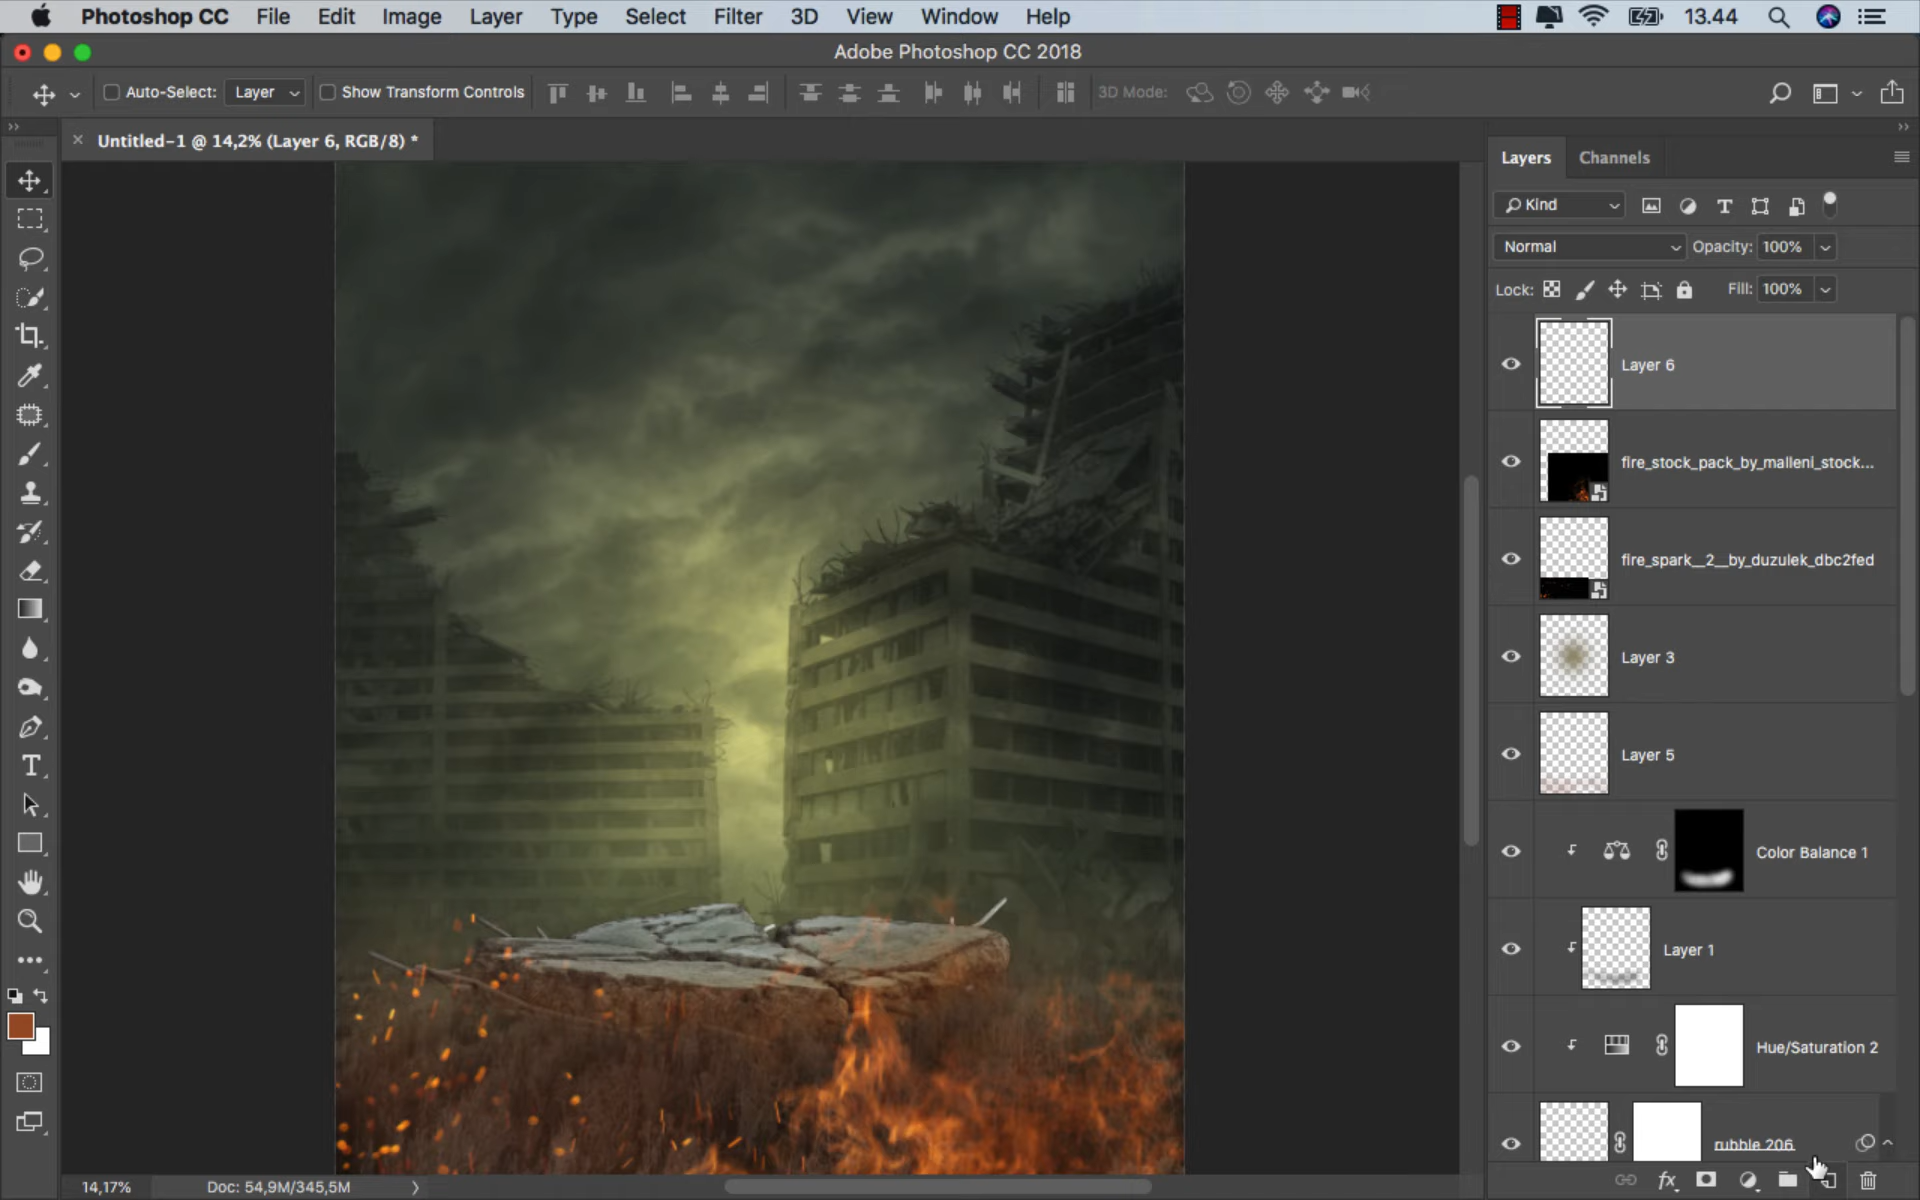 Photoshop CC File Edit Image Layer Type Select Filter 3D View Window Help 13.44
Adobe Photoshop CC 2018
Auto-Select: Layer Show Transform Controls 3D Mode:
Untitled-1 @ 14,2% (Layer 6, RGB/8) *
Layers Channels
Kind
Normal Opacity: 100%
Lock: Fill: 100%
Layer 6
fire_stock_pack_by_malleni_stock...
fire_spark__2__by_duzulek_dbc2fed
Layer 3
Layer 5
Color Balance 1
Layer 1
Hue/Saturation 2
rubble 206
14,17% Doc: 54,9M/345,5M